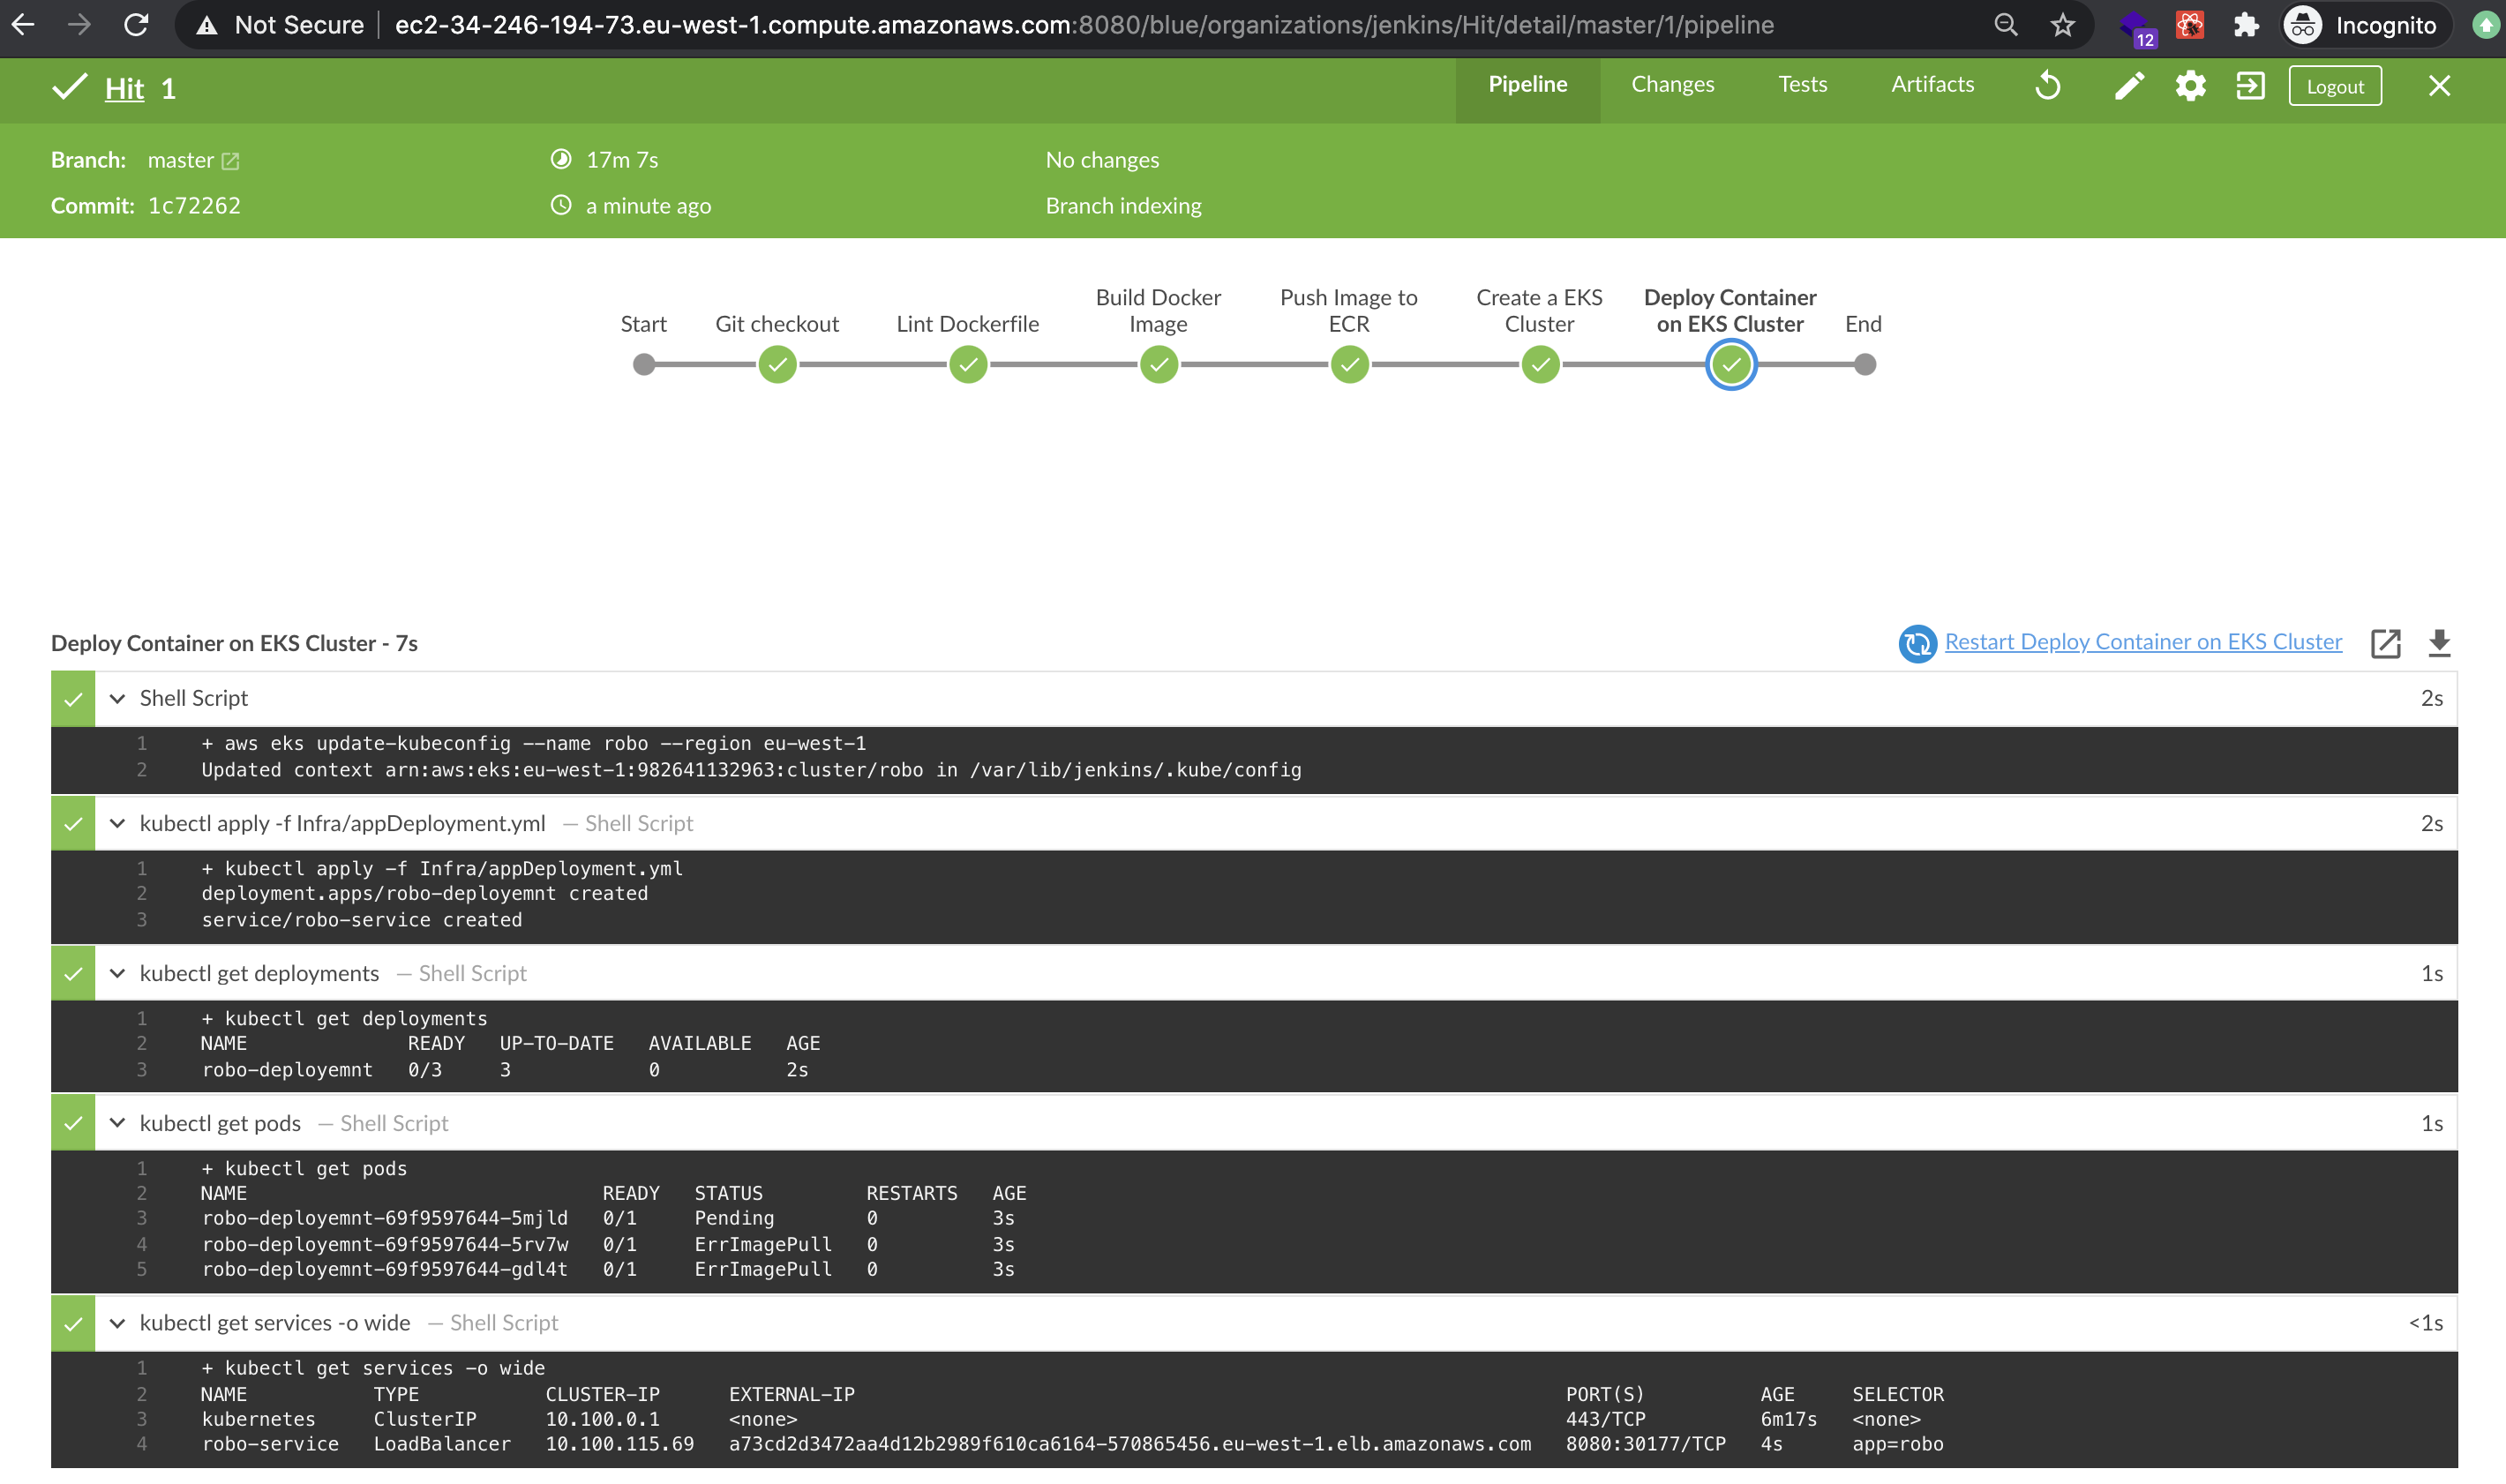 Not Secure ec2-34-246-194-73.eu-west-1.compute.amazonaws.com:8080/blue/organizations/jenkins/Hit/detail/master/1/pipeline 12 Incognito
Hit 1 Pipeline Changes Tests Artifacts Logout
Branch: master 17m 7s No changes
Commit: 1c72262 a minute ago Branch indexing
Start
Git checkout
Lint Dockerfile
Build Docker
Image
Push Image to
ECR
Create a EKS
Cluster
Deploy Container
on EKS Cluster
End
Deploy Container on EKS Cluster - 7s Restart Deploy Container on EKS Cluster
Shell Script 2s
1 + aws eks update-kubeconfig --name robo --region eu-west-1
2 Updated context arn:aws:eks:eu-west-1:982641132963:cluster/robo in /var/lib/jenkins/.kube/config
kubectl apply -f Infra/appDeployment.yml — Shell Script 2s
1 + kubectl apply -f Infra/appDeployment.yml
2 deployment.apps/robo-deployemnt created
3 service/robo-service created
kubectl get deployments — Shell Script 1s
1 + kubectl get deployments
2 NAME READY UP-TO-DATE AVAILABLE AGE
3 robo-deployemnt 0/3 3 0 2s
kubectl get pods — Shell Script 1s
1 + kubectl get pods
2 NAME READY STATUS RESTARTS AGE
3 robo-deployemnt-69f9597644-5mjld 0/1 Pending 0 3s
4 robo-deployemnt-69f9597644-5rv7w 0/1 ErrImagePull 0 3s
5 robo-deployemnt-69f9597644-gdl4t 0/1 ErrImagePull 0 3s
kubectl get services -o wide — Shell Script <1s
1 + kubectl get services -o wide
2 NAME TYPE CLUSTER-IP EXTERNAL-IP PORT(S) AGE SELECTOR
3 kubernetes ClusterIP 10.100.0.1 <none> 443/TCP 6m17s <none>
4 robo-service LoadBalancer 10.100.115.69 a73cd2d3472aa4d12b2989f610ca6164-570865456.eu-west-1.elb.amazonaws.com 8080:30177/TCP 4s app=robo